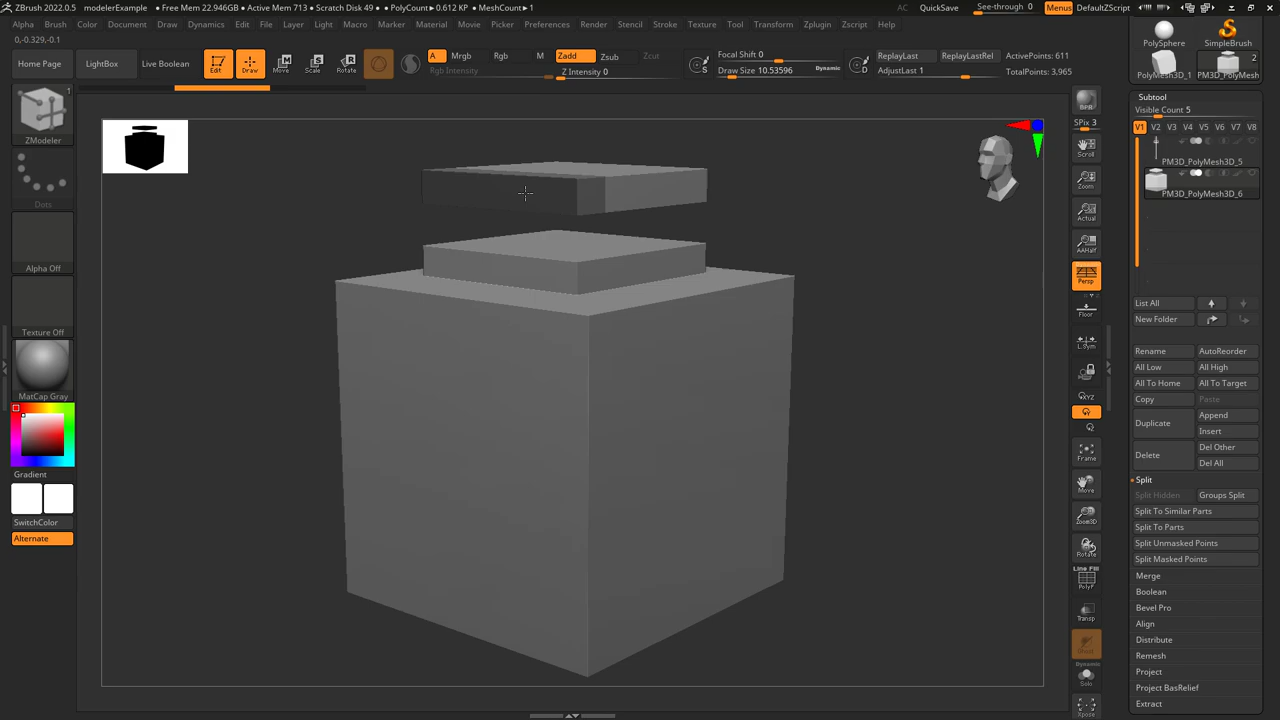 ZBrush 2022.0.5 modelerExample • Free Mem 22.946GB • Active Mem 713 • Scratch Disk 49 • PolyCount►0.612 KP • MeshCount►1 QuickSave See-through 0 Menus DefaultZScript
Alpha Brush Color Document Draw Dynamics Edit File Layer Light Macro Marker Material Movie Picker Preferences Render Stencil Stroke Texture Tool Transform Zplugin Zscript Help
0,-0.329,-0.1
Home Page LightBox Live Boolean Edit Draw Move Scale Rotate A Mrgb Rgb M Zadd Zsub Zcut Focal Shift 0 ReplayLast ReplayLastRel ActivePoints: 611
Rgb Intensity Z Intensity 0 S Draw Size 10.53596 Dynamic D AdjustLast 1 TotalPoints: 3,965
PolySphere SimpleBrush
2
PolyMesh3D_1 PM3D_PolyMesh
1
ZModeler
Dots
Alpha Off
Texture Off
MatCap Gray
Gradient
SwitchColor
Alternate
BPR
SPix 3
Scroll
Zoom
Actual
AAHalf
Persp
Floor
L.Sym
XYZ
Y
Z
Frame
Move
Zoom3D
Rotate
Line Fill
PolyF
Transp
Ghost
Dynamic
Solo
Xpose
Subtool
Visible Count 5
V1 V2 V3 V4 V5 V6 V7 V8
PM3D_PolyMesh3D_5
PM3D_PolyMesh3D_6
List All
New Folder
Rename AutoReorder
All Low All High
All To Home All To Target
Copy Paste
Duplicate Append
Insert
Delete Del Other
Del All
Split
Split Hidden Groups Split
Split To Similar Parts
Split To Parts
Split Unmasked Points
Split Masked Points
Merge
Boolean
Bevel Pro
Align
Distribute
Remesh
Project
Project BasRelief
Extract